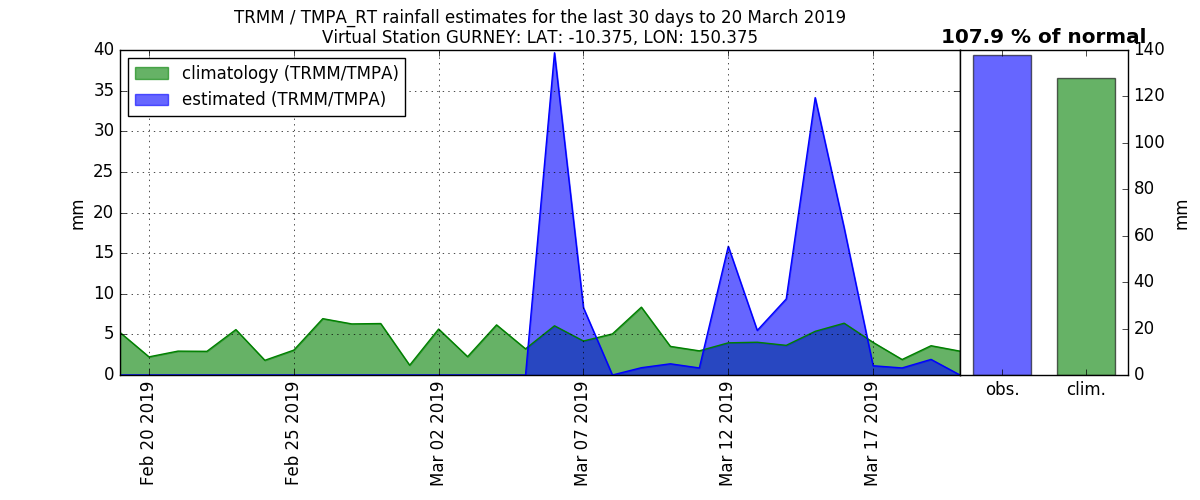 TRMM / TMPA_RT rainfall estimates for the last 30 days to 20 March 2019
Virtual Station GURNEY: LAT: -10.375, LON: 150.375
107.9 % of normal
climatology (TRMM/TMPA)
estimated (TRMM/TMPA)
40
35
30
25
20
15
10
5
0
mm
Feb 20 2019
Feb 25 2019
Mar 02 2019
Mar 07 2019
Mar 12 2019
Mar 17 2019
obs.
clim.
140
120
100
80
60
40
20
0
mm